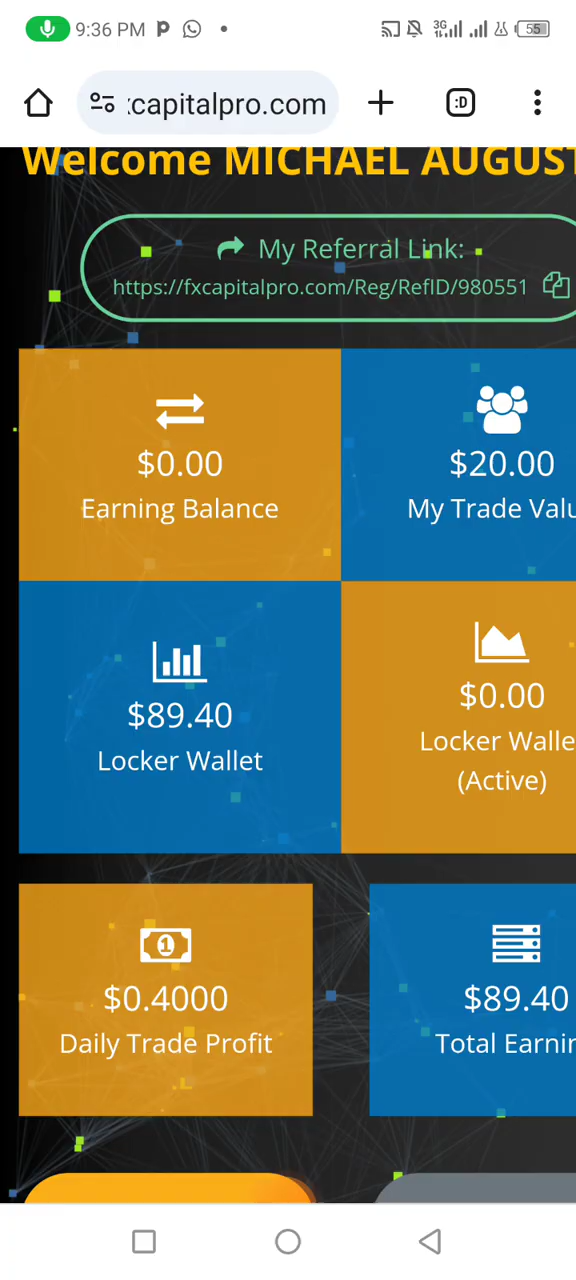 9:36 PM
3G
55
:capitalpro.com
:D
Welcome MICHAEL AUGUST
My Referral Link:
https://fxcapitalpro.com/Reg/RefID/980551
$0.00
Earning Balance
$20.00
My Trade Valu
$89.40
Locker Wallet
$0.00
Locker Walle
(Active)
$0.4000
Daily Trade Profit
$89.40
Total Earnin